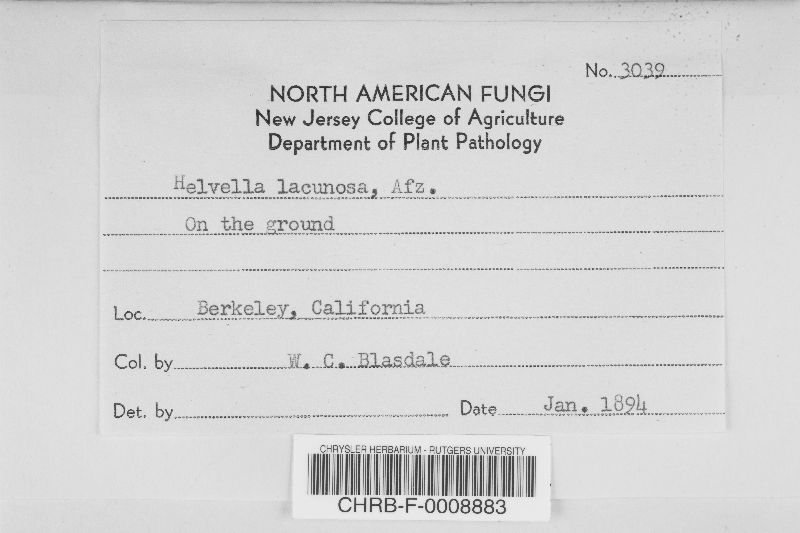 No. 3039
NORTH AMERICAN FUNGI
New Jersey College of Agriculture
Department of Plant Pathology
Helvella lacunosa, Afz.
On the ground
Loc. Berkeley, California
Col. by W. C. Blasdale
Det. by Date Jan. 1894
CHRYSLER HERBARIUM - RUTGERS UNIVERSITY
CHRB-F-0008883